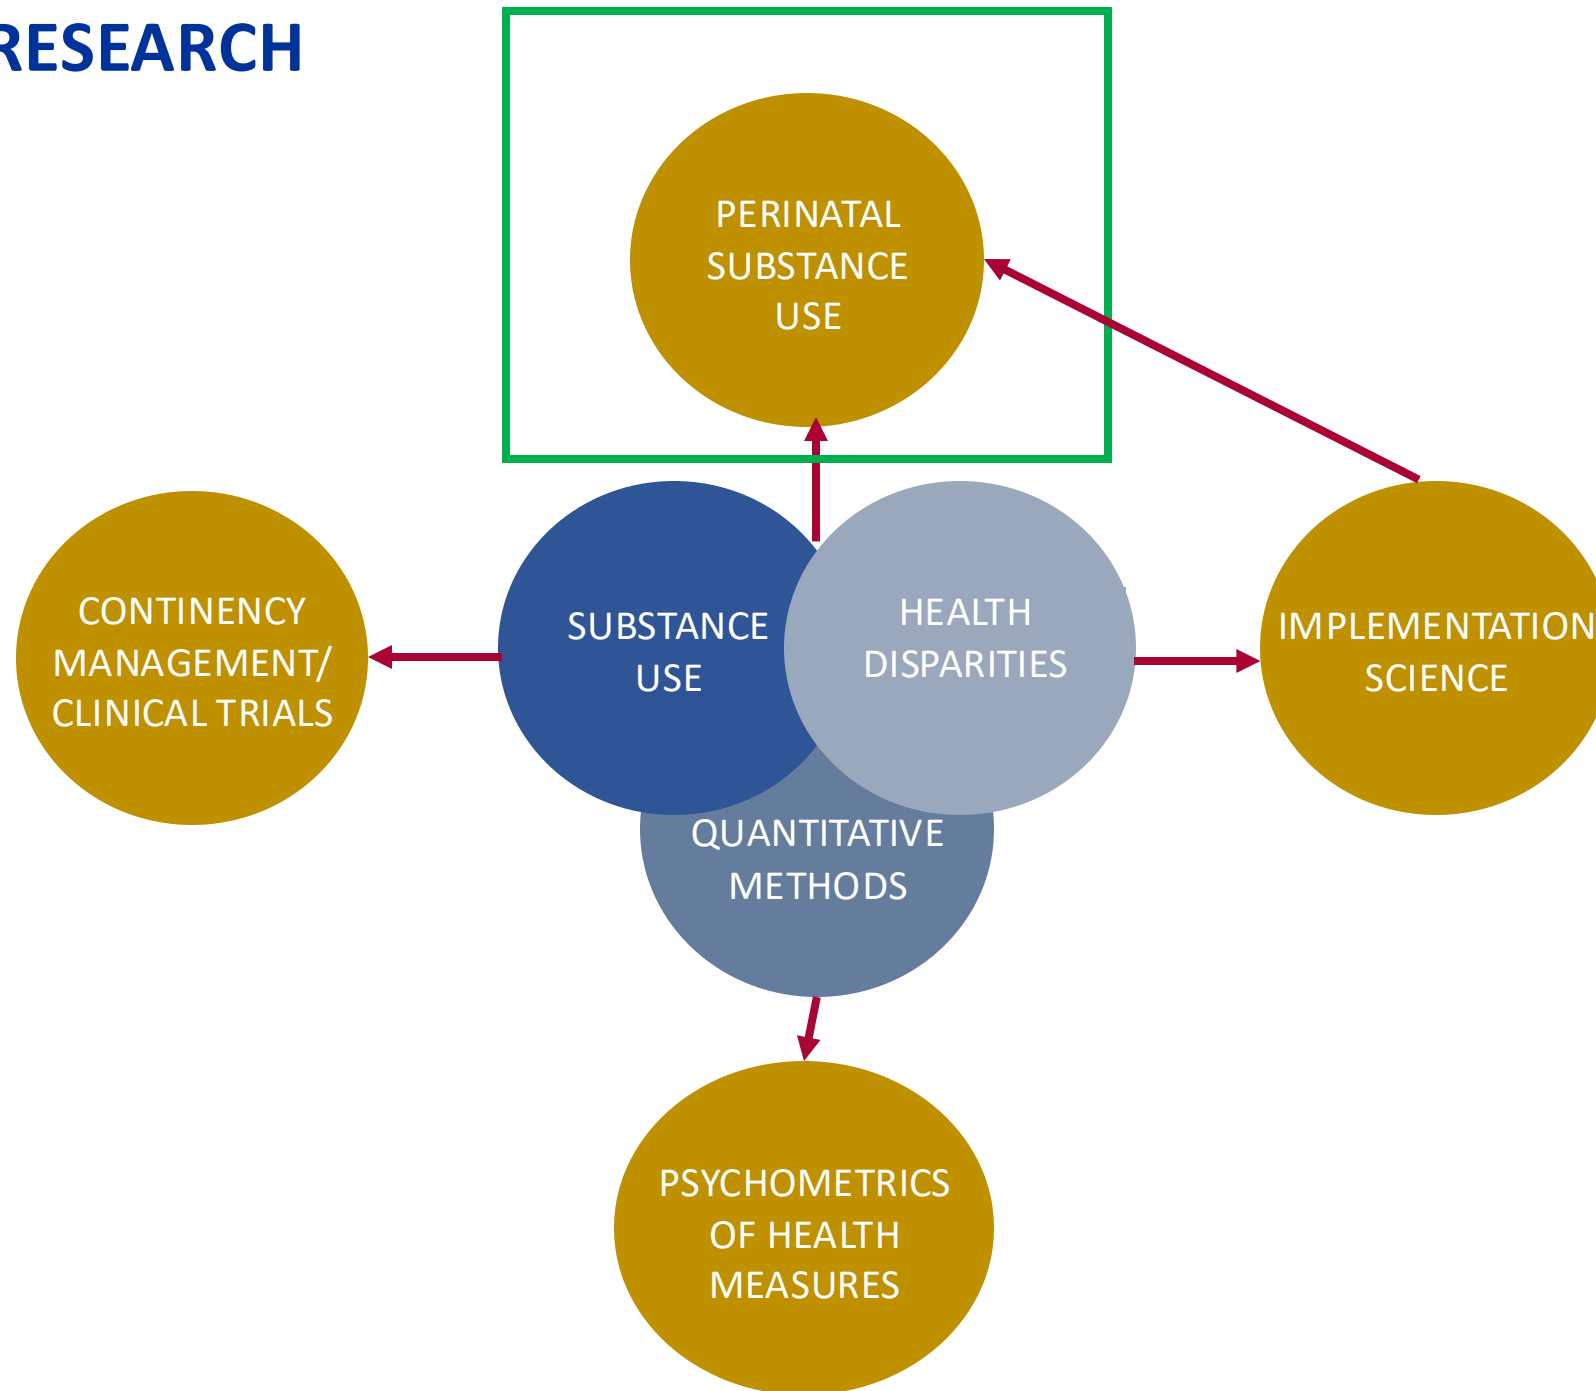 RESEARCH
PERINATAL
SUBSTANCE
USE
CONTINENCY
MANAGEMENT/
CLINICAL TRIALS
SUBSTANCE
USE
HEALTH
DISPARITIES
IMPLEMENTATION
SCIENCE
QUANTITATIVE
METHODS
PSYCHOMETRICS
OF HEALTH
MEASURES